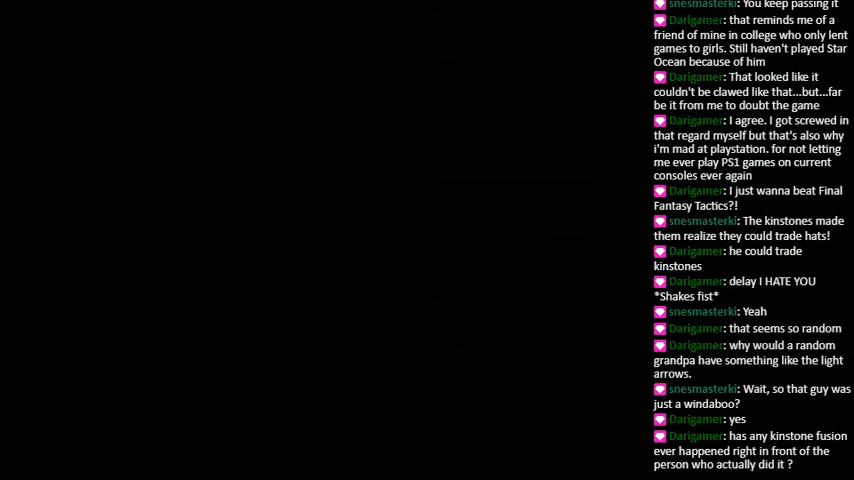 snesmasterki: You keep passing it
Darigamer: that reminds me of a
friend of mine in college who only lent
games to girls. Still haven't played Star
Ocean because of him
Darigamer: That looked like it
couldn't be clawed like that...but...far
be it from me to doubt the game
Darigamer: I agree. I got screwed in
that regard myself but that's also why
i'm mad at playstation. for not letting
me ever play PS1 games on current
consoles ever again
Darigamer: I just wanna beat Final
Fantasy Tactics?!
snesmasterki: The kinstones made
them realize they could trade hats!
Darigamer: he could trade
kinstones
Darigamer: delay I HATE YOU
*Shakes fist*
snesmasterki: Yeah
Darigamer: that seems so random
Darigamer: why would a random
grandpa have something like the light
arrows.
snesmasterki: Wait, so that guy was
just a windaboo?
Darigamer: yes
Darigamer: has any kinstone fusion
ever happened right in front of the
person who actually did it ?